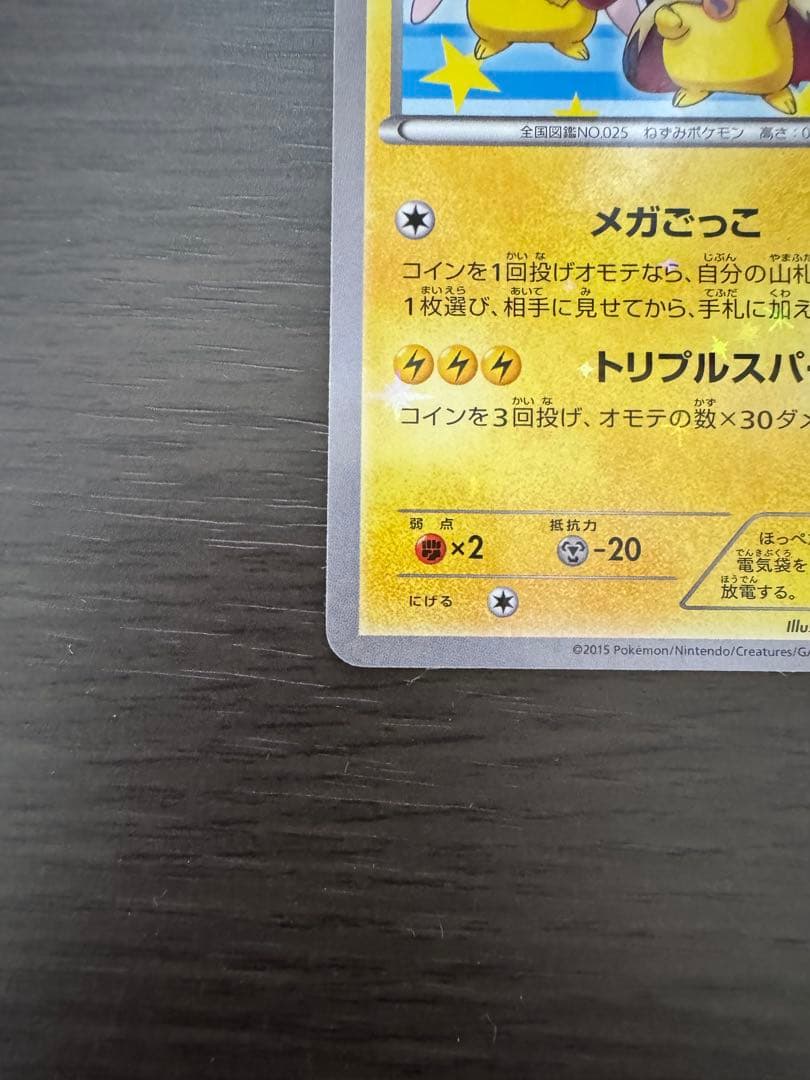 全国図鑑NO.025 ねずみポケモン 高さ:0
メガごっこ
コインを1回投げオモテなら、自分の山札
1枚選び、相手に見せてから、手札に加え
トリプルスパ
コインを3回投げ、オモテの数×30ダメ
弱点 抵抗力
×2 -20
にげる
ほっぺ
電気袋を
放電する。
Illus
©2015 Pokémon/Nintendo/Creatures/GA